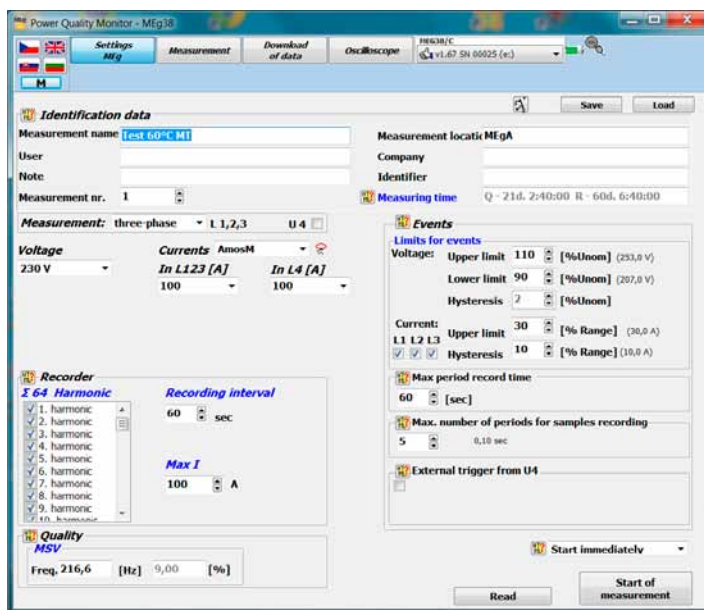 Power Quality Monitor - MEg38
Settings MEg
Measurement
Download of data
Oscilloscope
MEG38/C
v1.67 SN 00025 (e:)
M
Save
Load
Identification data
Measurement name Test 60°C MT
Measurement locatic MEgA
User
Company
Note
Identifier
Measurement nr. 1
Measuring time Q - 21d. 2:40:00 R - 60d. 6:40:00
Measurement: three-phase L 1,2,3 U 4
Voltage
Currents AmosM
230 V
In L123 [A]
In L4 [A]
100
100
Events
Limits for events
Voltage: Upper limit 110 [%Unom] (253,0 V)
Lower limit 90 [%Unom] (207,0 V)
Hysteresis 2 [%Unom]
Current:
L1 L2 L3
Upper limit 30 [% Range] (30,0 A)
Hysteresis 10 [% Range] (10,0 A)
Recorder
Σ 64 Harmonic
1. harmonic
2. harmonic
3. harmonic
4. harmonic
5. harmonic
6. harmonic
7. harmonic
8. harmonic
9. harmonic
10. harmonic
Recording interval
60 sec
Max I
100 A
Max period record time
60 [sec]
Max. number of periods for samples recording
5 0,10 sec
External trigger from U4
Quality
MSV
Freq. 216,6 [Hz] 9,00 [%]
Start immediately
Read
Start of measurement